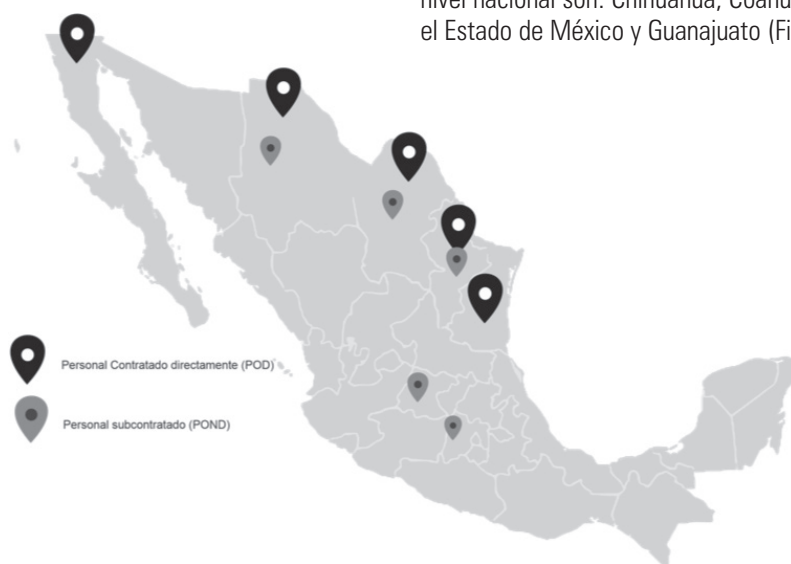 nivel nacional son: Chihuahua, Coahu
el Estado de México y Guanajuato (Fi
Personal Contratado directamente (POD)
Personal subcontratado (POND)